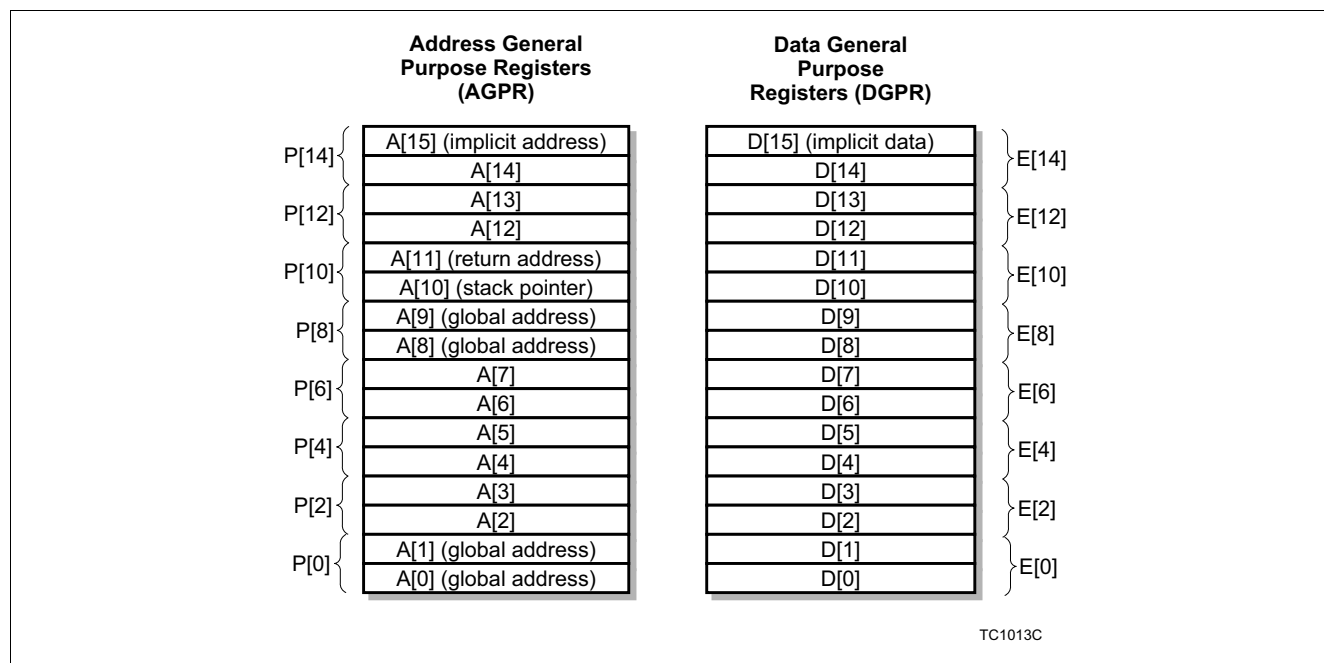 Address General
Purpose Registers
(AGPR)
Data General
Purpose
Registers (DGPR)
P[14]
A[15] (implicit address)
D[15] (implicit data)
E[14]
A[14]
D[14]
P[12]
A[13]
D[13]
E[12]
A[12]
D[12]
P[10]
A[11] (return address)
D[11]
E[10]
A[10] (stack pointer)
D[10]
P[8]
A[9] (global address)
D[9]
E[8]
A[8] (global address)
D[8]
P[6]
A[7]
D[7]
E[6]
A[6]
D[6]
P[4]
A[5]
D[5]
E[4]
A[4]
D[4]
P[2]
A[3]
D[3]
E[2]
A[2]
D[2]
P[0]
A[1] (global address)
D[1]
E[0]
A[0] (global address)
D[0]
TC1013C